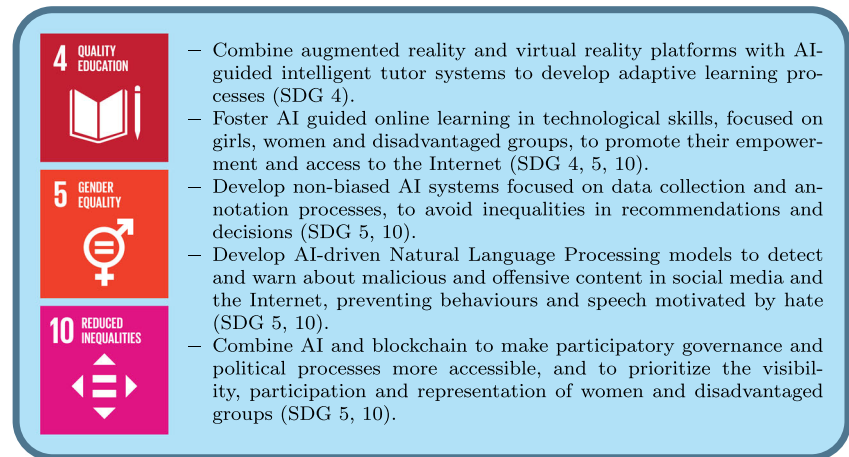 4 QUALITY
EDUCATION
5 GENDER
EQUALITY
10 REDUCED
INEQUALITIES
– Combine augmented reality and virtual reality platforms with AI-
guided intelligent tutor systems to develop adaptive learning pro-
cesses (SDG 4).
– Foster AI guided online learning in technological skills, focused on
girls, women and disadvantaged groups, to promote their empower-
ment and access to the Internet (SDG 4, 5, 10).
– Develop non-biased AI systems focused on data collection and an-
notation processes, to avoid inequalities in recommendations and
decisions (SDG 5, 10).
– Develop AI-driven Natural Language Processing models to detect
and warn about malicious and offensive content in social media and
the Internet, preventing behaviours and speech motivated by hate
(SDG 5, 10).
– Combine AI and blockchain to make participatory governance and
political processes more accessible, and to prioritize the visibil-
ity, participation and representation of women and disadvantaged
groups (SDG 5, 10).